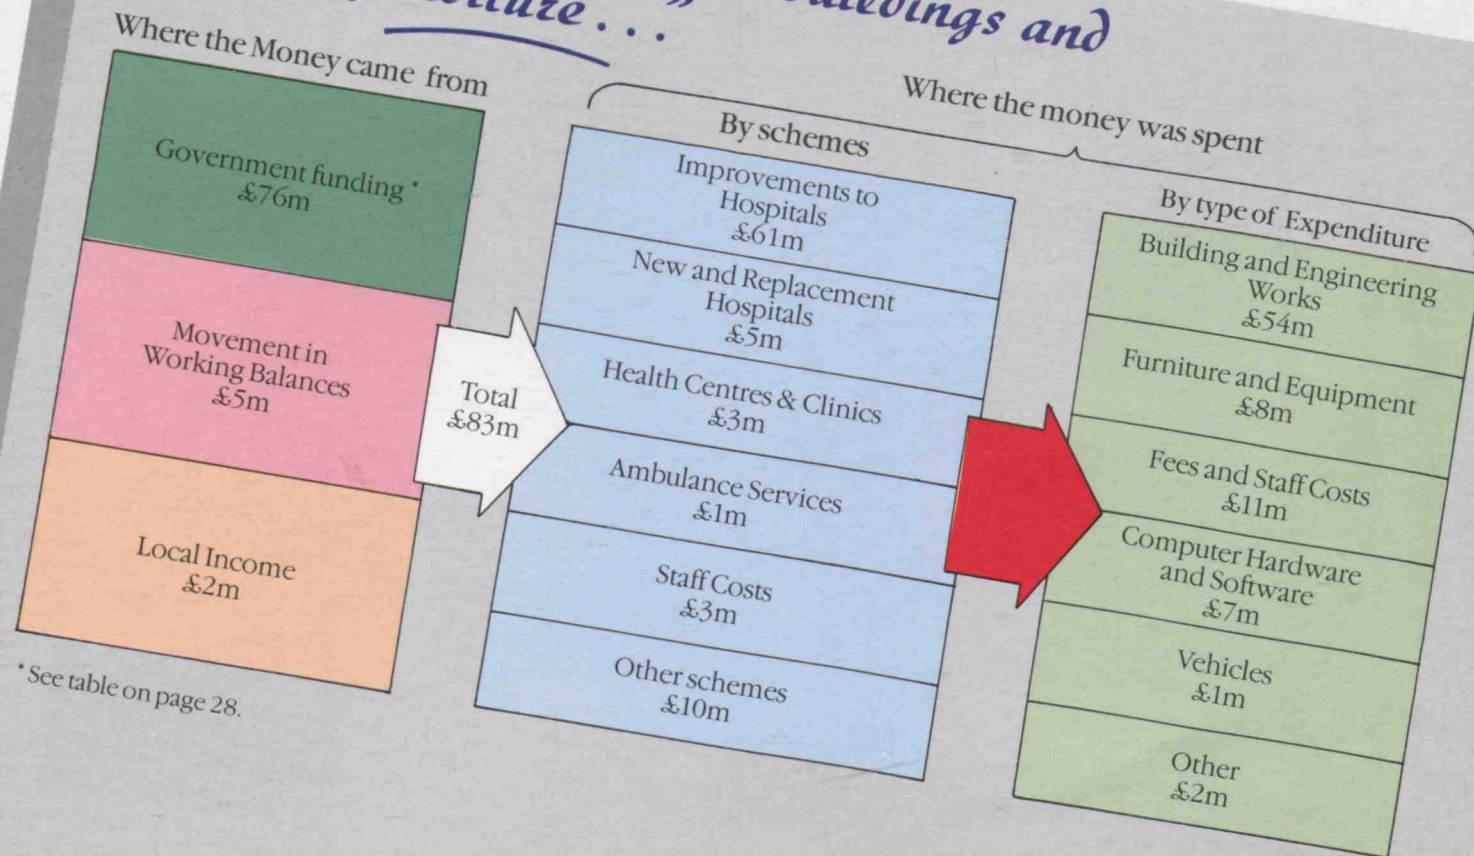 buildings and
Where the Money came from
Government funding *
£76m
Movement in
Working Balances
£5m
Local Income
£2m
* See table on page 28.
Total
£83m
Where the money was spent
By schemes
Improvements to
Hospitals
£61m
New and Replacement
Hospitals
£5m
Health Centres & Clinics
£3m
Ambulance Services
£1m
Staff Costs
£3m
Other schemes
£10m
By type of Expenditure
Building and Engineering
Works
£54m
Furniture and Equipment
£8m
Fees and Staff Costs
£11m
Computer Hardware
and Software
£7m
Vehicles
£1m
Other
£2m